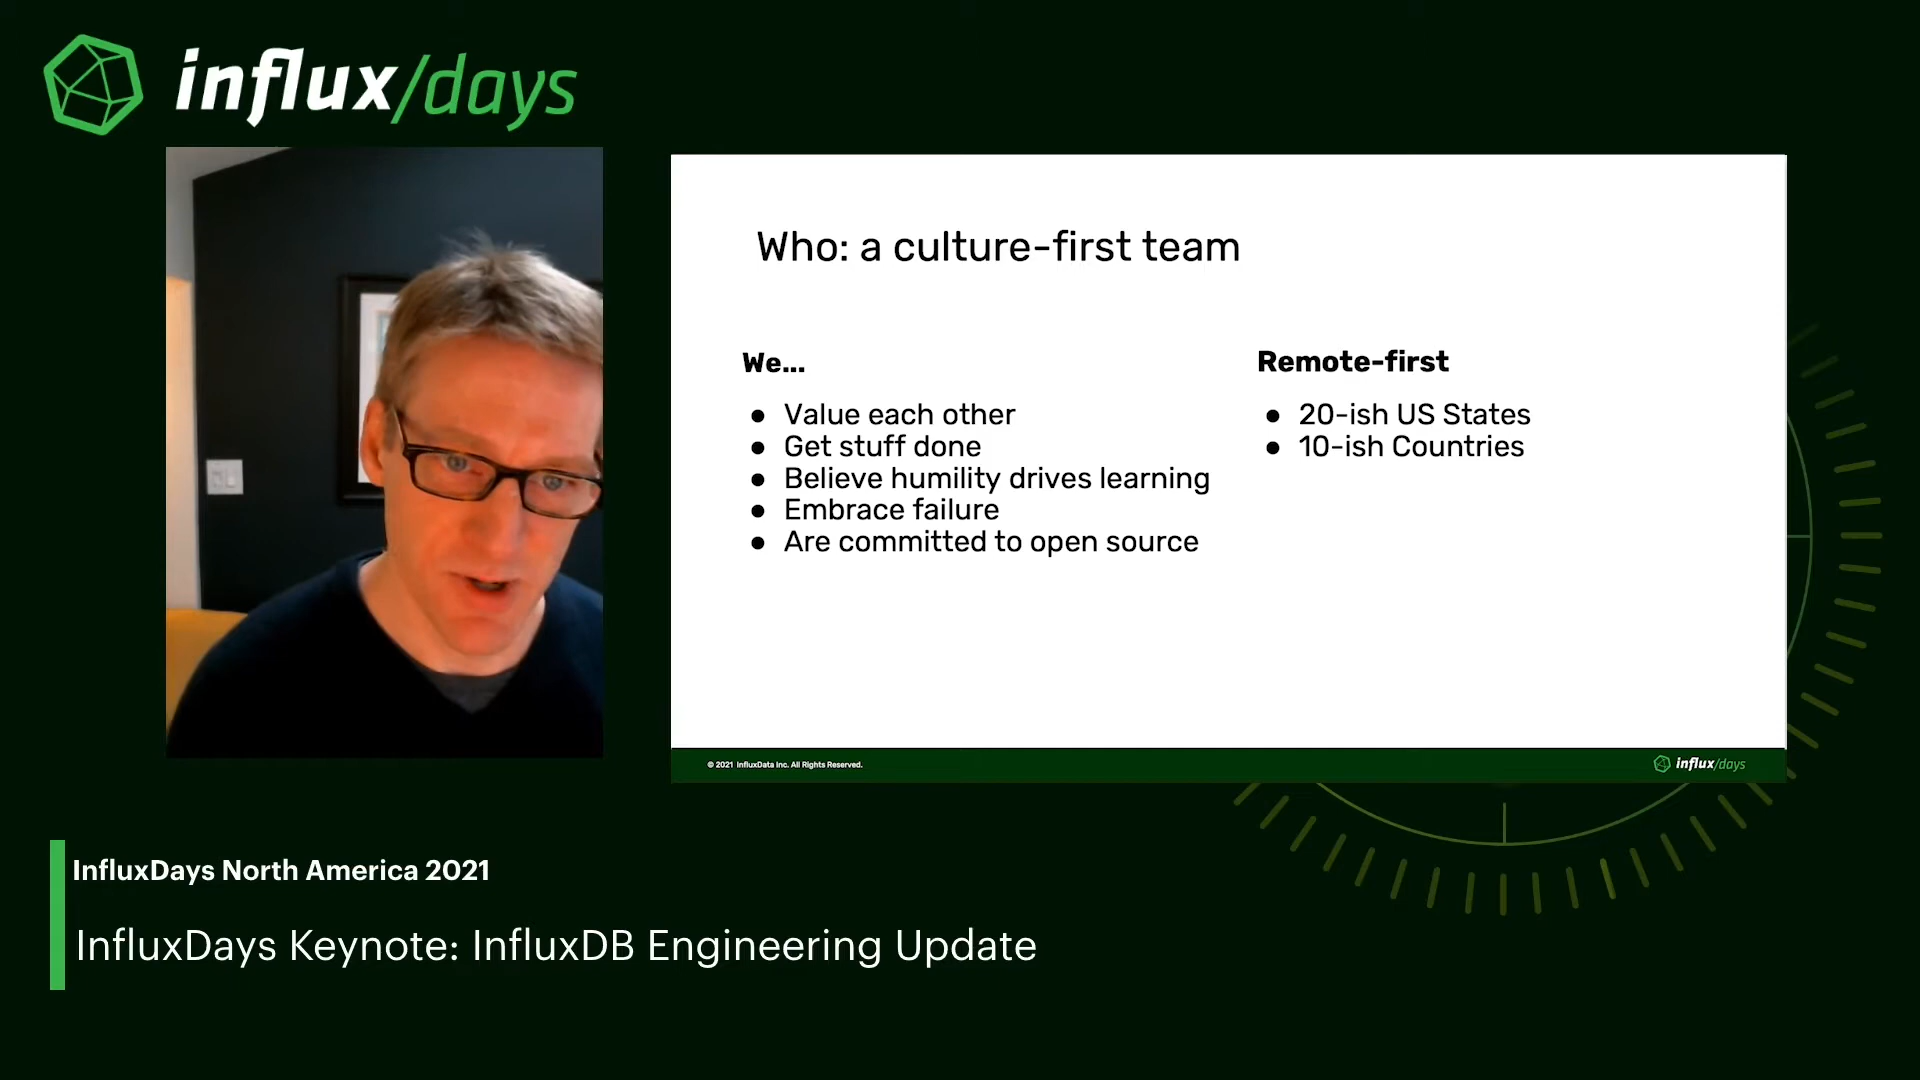 influx/days
Who: a culture-first team
We...
● Value each other
● Get stuff done
● Believe humility drives learning
● Embrace failure
● Are committed to open source
Remote-first
● 20-ish US States
● 10-ish Countries
© 2021 InfluxData Inc. All Rights Reserved.
influx/days
InfluxDays North America 2021
InfluxDays Keynote: InfluxDB Engineering Update